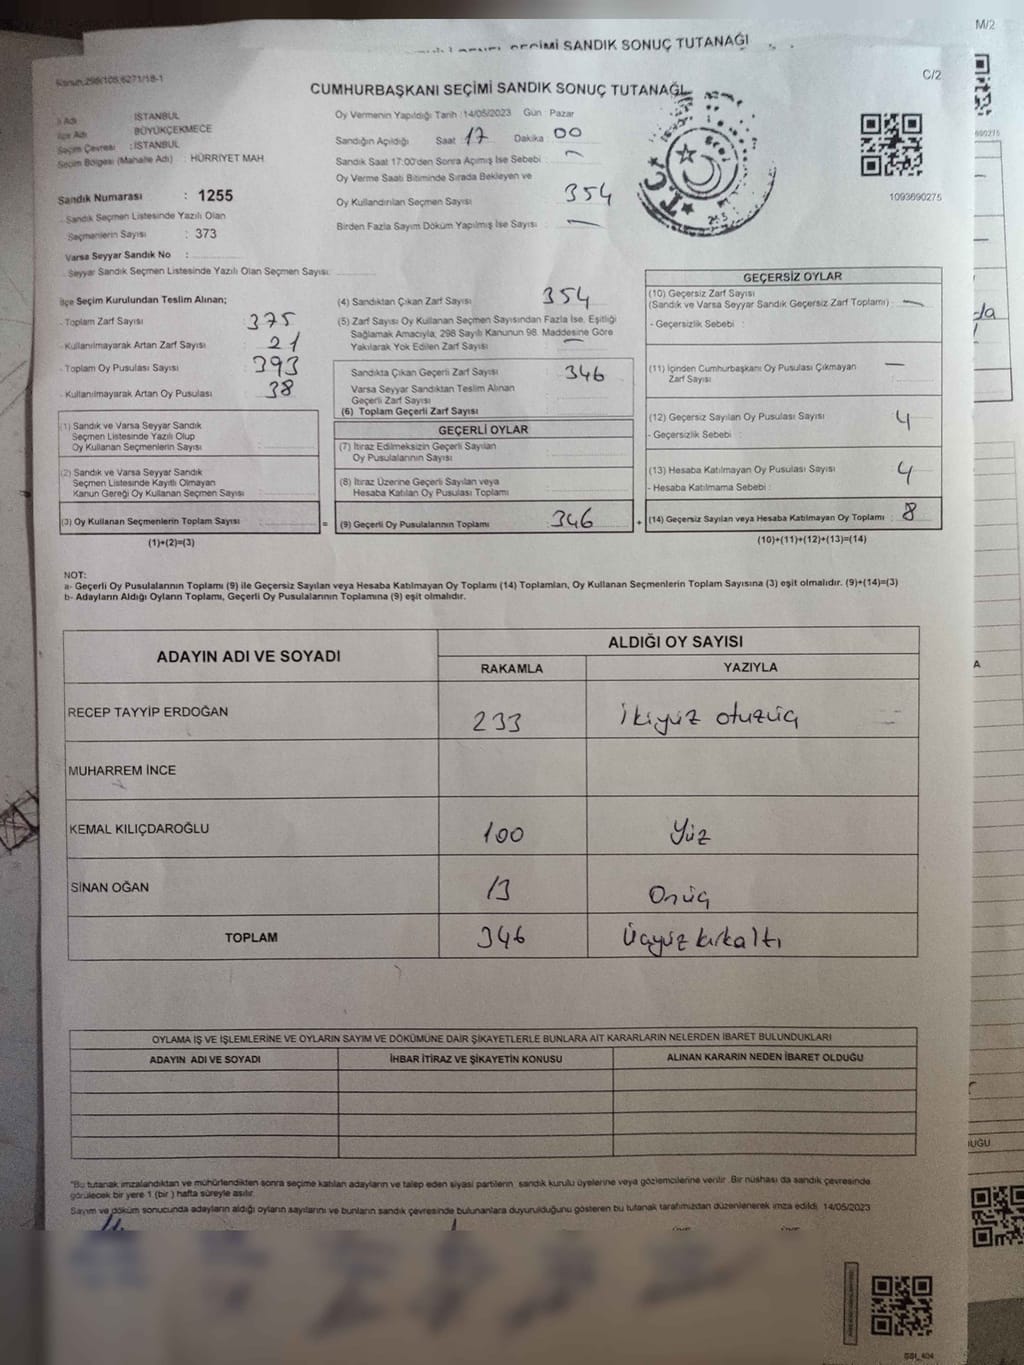 SEÇİMİ SANDIK SONUÇ TUTANAĞI
M/2
Kanun,298/105,6271/18-1
C/2
CUMHURBAŞKANI SEÇİMİ SANDIK SONUÇ TUTANAĞI
İl Adı : İSTANBUL
İlçe Adı : BÜYÜKÇEKMECE
Seçim Çevresi : İSTANBUL
Seçim Bölgesi (Mahalle Adı) : HÜRRİYET MAH
Sandık Numarası : 1255
Sandık Seçmen Listesinde Yazılı Olan
Seçmenlerin Sayısı : 373
Varsa Seyyar Sandık No :
Seyyar Sandık Seçmen Listesinde Yazılı Olan Seçmen Sayısı:
Oy Vermenin Yapıldığı Tarih :14/05/2023 Gün : Pazar
Sandığın Açıldığı Saat 17 Dakika 00
Sandık Saat 17:00'den Sonra Açımış İse Sebebi : -
Oy Verme Saati Bitiminde Sırada Bekleyen ve
Oy Kullandırılan Seçmen Sayısı : 354
Birden Fazla Sayım Döküm Yapılmış İse Sayısı : -
T.C.
1093690275
İlçe Seçim Kurulundan Teslim Alınan;
Toplam Zarf Sayısı : 375
Kullanılmayarak Artan Zarf Sayısı : 21
Toplam Oy Pusulası Sayısı : 393
Kullanılmayarak Artan Oy Pusulası : 38
(4) Sandıktan Çıkan Zarf Sayısı : 354
(5) Zarf Sayısı Oy Kullanan Seçmen Sayısından Fazla İse, Eşitliği
Sağlamak Amacıyla, 298 Sayılı Kanunun 98. Maddesine Göre
Yakılarak Yok Edilen Zarf Sayısı : -
Sandıkta Çıkan Geçerli Zarf Sayısı : 346
Varsa Seyyar Sandıktan Teslim Alınan
Geçerli Zarf Sayısı :
(6) Toplam Geçerli Zarf Sayısı :
GEÇERSİZ OYLAR
(10) Geçersiz Zarf Sayısı
(Sandık ve Varsa Seyyar Sandık Geçersiz Zarf Toplamı) : -
- Geçersizlik Sebebi :
(11) İçinden Cumhurbaşkanı Oy Pusulası Çıkmayan
Zarf Sayısı : -
(12) Geçersiz Sayılan Oy Pusulası Sayısı : 4
- Geçersizlik Sebebi :
(13) Hesaba Katılmayan Oy Pusulası Sayısı : 4
- Hesaba Katılmama Sebebi :
(14) Geçersiz Sayılan veya Hesaba Katılmayan Oy Toplamı : 8
(10)+(11)+(12)+(13)=(14)
(1) Sandık ve Varsa Seyyar Sandık
Seçmen Listesinde Yazılı Olup
Oy Kullanan Seçmenlerin Sayısı :
(2) Sandık ve Varsa Seyyar Sandık
Seçmen Listesinde Kayıtlı Olmayan
Kanun Gereği Oy Kullanan Seçmen Sayısı :
(3) Oy Kullanan Seçmenlerin Toplam Sayısı : =
(1)+(2)=(3)
GEÇERLİ OYLAR
(7) İtiraz Edilmeksizin Geçerli Sayılan
Oy Pusulalarının Sayısı :
(8) İtiraz Üzerine Geçerli Sayılan veya
Hesaba Katılan Oy Pusulası Toplamı :
(9) Geçerli Oy Pusulalarının Toplamı : 346 +
NOT:
a- Geçerli Oy Pusulalarının Toplamı (9) ile Geçersiz Sayılan veya Hesaba Katılmayan Oy Toplamı (14) Toplamları, Oy Kullanan Seçmenlerin Toplam Sayısına (3) eşit olmalıdır. (9)+(14)=(3)
b- Adayların Aldığı Oyların Toplamı, Geçerli Oy Pusulalarının Toplamına (9) eşit olmalıdır.
ADAYIN ADI VE SOYADI
ALDIĞI OY SAYISI
RAKAMLA YAZIYLA
RECEP TAYYİP ERDOĞAN 233 İkiyüz otuzüç
MUHARREM İNCE
KEMAL KILIÇDAROĞLU 100 Yüz
SİNAN OĞAN 13 Onüç
TOPLAM 346 Üçyüz kırkaltı
OYLAMA İŞ VE İŞLEMLERİNE VE OYLARIN SAYIM VE DÖKÜMÜNE DAİR ŞİKAYETLERLE BUNLARA AİT KARARLARIN NELERDEN İBARET BULUNDUKLARI
ADAYIN ADI VE SOYADI İHBAR İTİRAZ VE ŞİKAYETİN KONUSU ALINAN KARARIN NEDEN İBARET OLDUĞU
"Bu tutanak imzalandıktan ve mühürlendikten sonra seçime katılan adayların ve talep eden siyasi partilerin sandık kurulu üyelerine veya gözlemcilerine verilir .Bir nüshası da sandık çevresinde
görülecek bir yere 1 (bir ) hafta süreyle asılır.
Sayım ve döküm sonucunda adayların aldığı oyların sayılarını ve bunların sandık çevresinde bulunanlara duyurulduğunu gösteren bu tutanak tarafımızdan düzenlenerek imza edildi. 14/05/2023